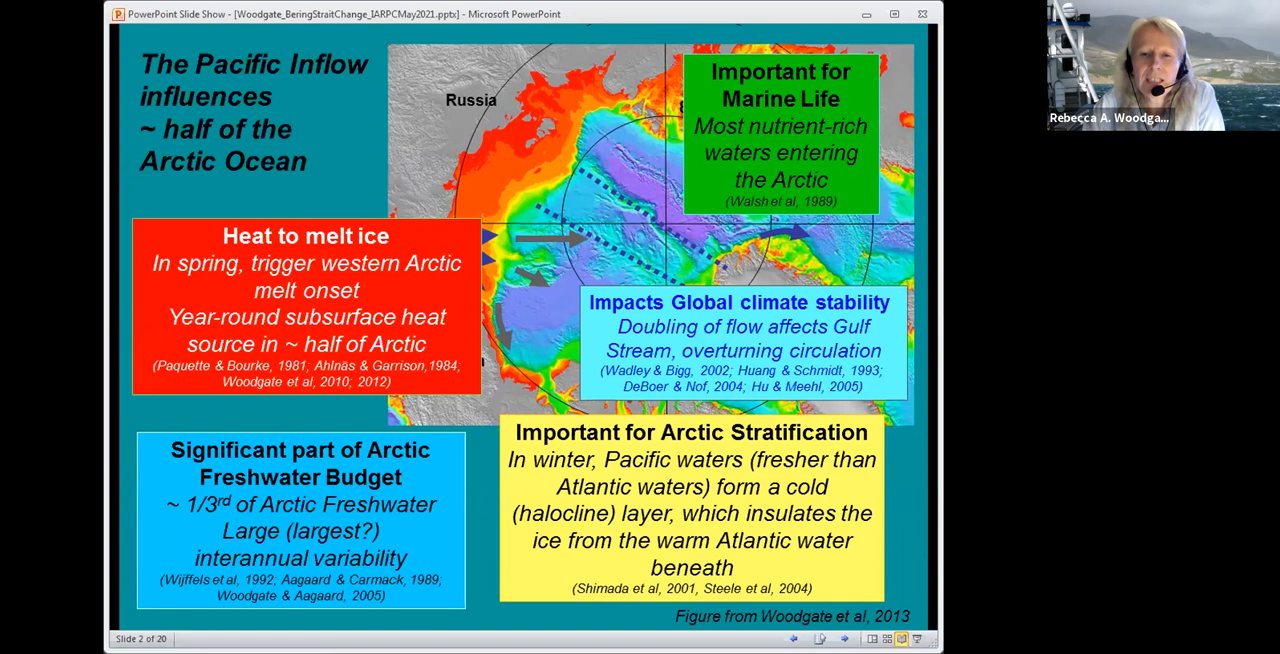 PowerPoint Slide Show - [Woodgate_BeringStraitChange_IARPCMay2021.pptx] - Microsoft PowerPoint
The Pacific Inflow
influences
~ half of the
Arctic Ocean
Russia
Important for
Marine Life
Most nutrient-rich
waters entering
the Arctic
(Walsh et al, 1989)
Rebecca A. Woodga...
Heat to melt ice
In spring, trigger western Arctic
melt onset
Year-round subsurface heat
source in ~ half of Arctic
(Paquette & Bourke, 1981; Ahlnäs & Garrison,1984;
Woodgate et al, 2010; 2012)
Impacts Global climate stability
Doubling of flow affects Gulf
Stream, overturning circulation
(Wadley & Bigg, 2002; Huang & Schmidt, 1993;
DeBoer & Nof, 2004; Hu & Meehl, 2005)
Significant part of Arctic
Freshwater Budget
~ 1/3rd of Arctic Freshwater
Large (largest?)
interannual variability
(Wijffels et al, 1992; Aagaard & Carmack, 1989;
Woodgate & Aagaard, 2005)
Important for Arctic Stratification
In winter, Pacific waters (fresher than
Atlantic waters) form a cold
(halocline) layer, which insulates the
ice from the warm Atlantic water
beneath
(Shimada et al, 2001, Steele et al, 2004)
Figure from Woodgate et al, 2013
Slide 2 of 20